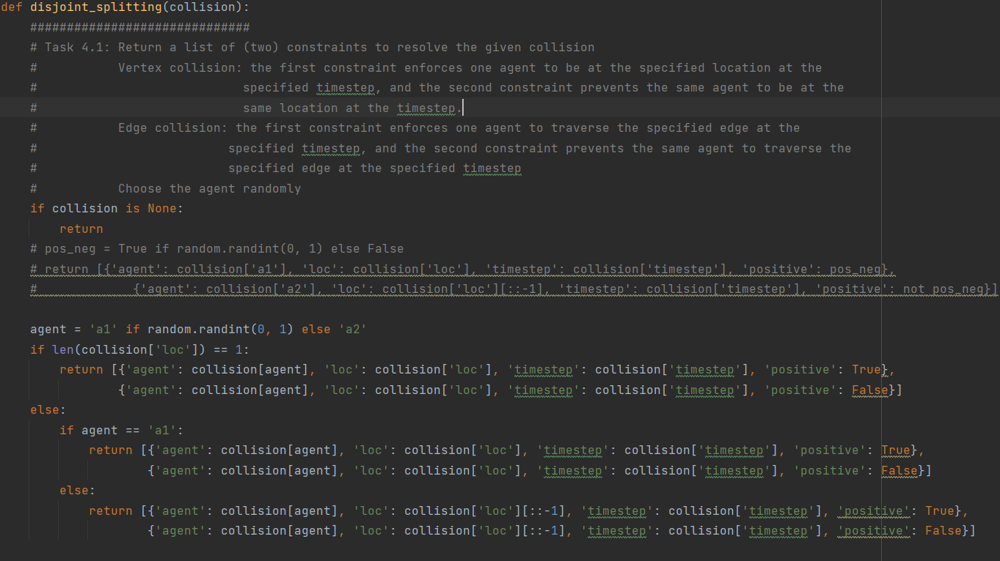 def disjoint_splitting(collision):
    ##############################
    # Task 4.1: Return a list of (two) constraints to resolve the given collision
    #           Vertex collision: the first constraint enforces one agent to be at the specified location at the
    #                            specified timestep, and the second constraint prevents the same agent to be at the
    #                            same location at the timestep.
    #           Edge collision: the first constraint enforces one agent to traverse the specified edge at the
    #                          specified timestep, and the second constraint prevents the same agent to traverse the
    #                          specified edge at the specified timestep
    #           Choose the agent randomly
    if collision is None:
        return
    # pos_neg = True if random.randint(0, 1) else False
    # return [{'agent': collision['a1'], 'loc': collision['loc'], 'timestep': collision['timestep'], 'positive': pos_neg},
    #             {'agent': collision['a2'], 'loc': collision['loc'][::-1], 'timestep': collision['timestep'], 'positive': not pos_neg}]
    agent = 'a1' if random.randint(0, 1) else 'a2'
    if len(collision['loc']) == 1:
        return [{'agent': collision[agent], 'loc': collision['loc'], 'timestep': collision['timestep'], 'positive': True},
                {'agent': collision[agent], 'loc': collision['loc'], 'timestep': collision['timestep'], 'positive': False}]
    else:
        if agent == 'a1':
            return [{'agent': collision[agent], 'loc': collision['loc'], 'timestep': collision['timestep'], 'positive': True},
                    {'agent': collision[agent], 'loc': collision['loc'], 'timestep': collision['timestep'], 'positive': False}]
        else:
            return [{'agent': collision[agent], 'loc': collision['loc'][::-1], 'timestep': collision['timestep'], 'positive': True},
                    {'agent': collision[agent], 'loc': collision['loc'][::-1], 'timestep': collision['timestep'], 'positive': False}]